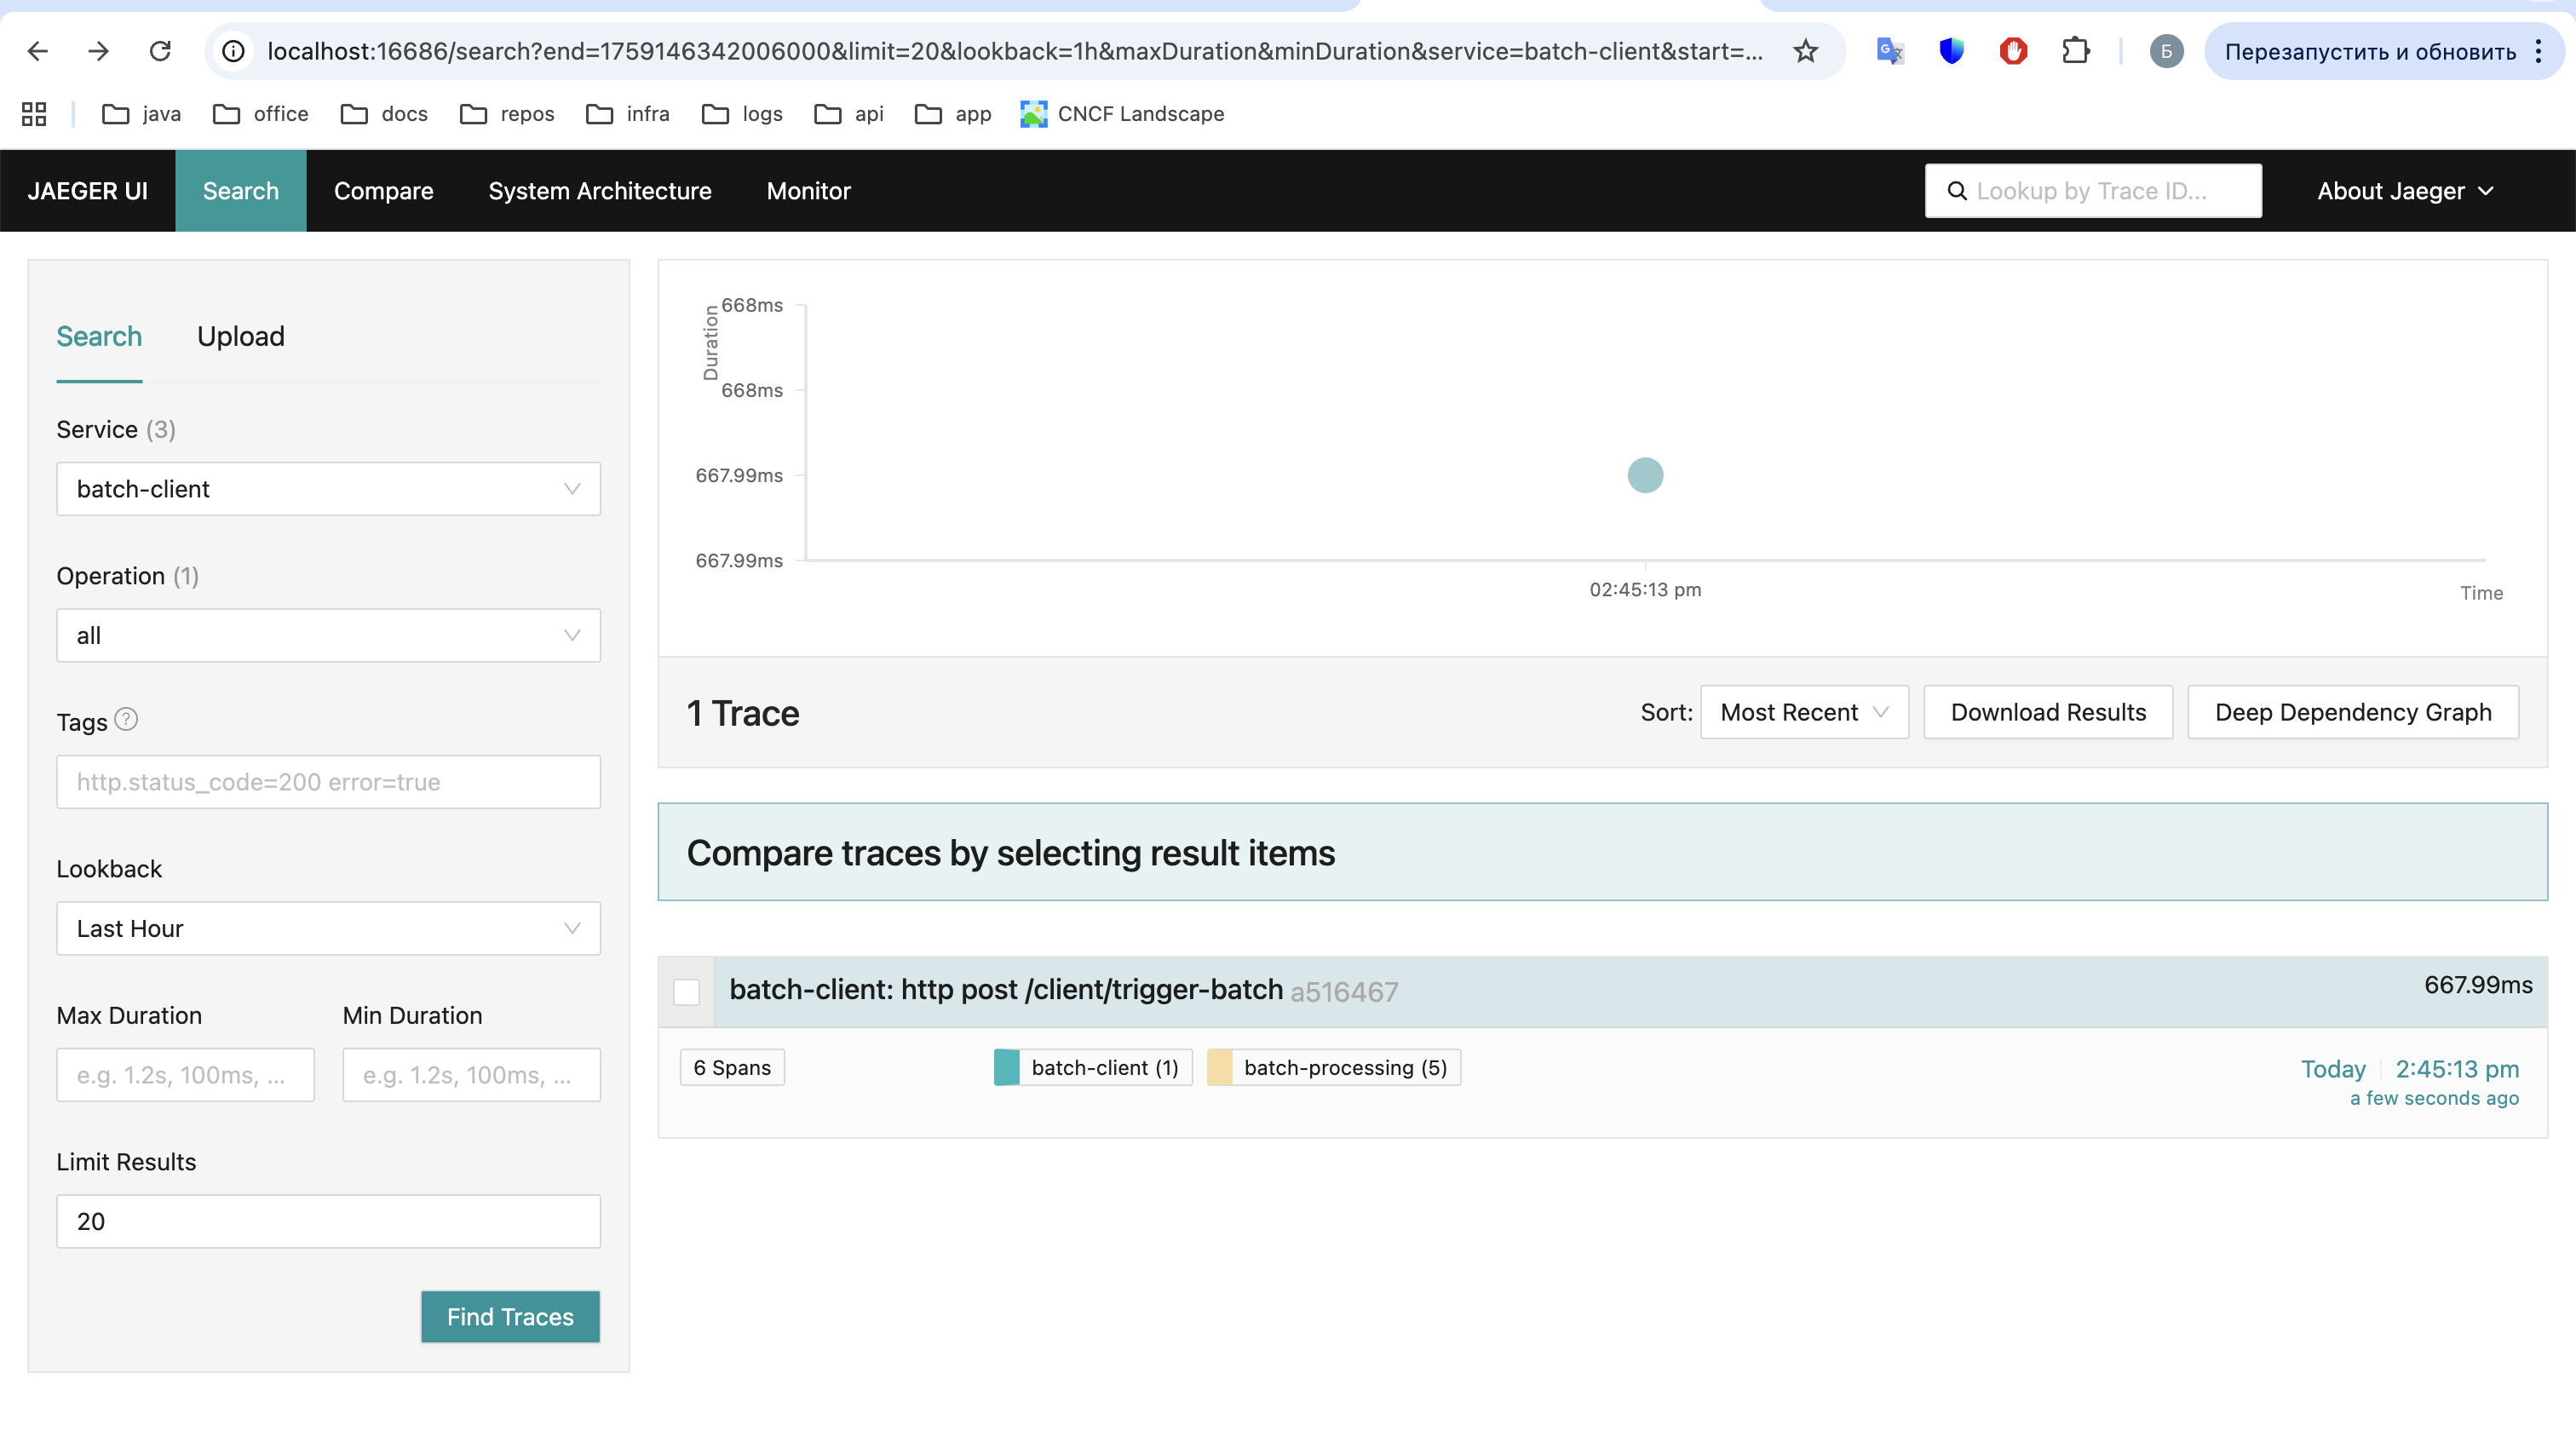 localhost:16686/search?end=1759146342006000&limit=20&lookback=1h&maxDuration&minDuration&service=batch-client&start=...
Б
Перезапустить и обновить
java
office
docs
repos
infra
logs
api
app
CNCF Landscape
JAEGER UI
Search
Compare
System Architecture
Monitor
Lookup by Trace ID...
About Jaeger
Search
Upload
Service (3)
batch-client
Operation (1)
all
Tags ?
http.status_code=200 error=true
Lookback
Last Hour
Max Duration
Min Duration
e.g. 1.2s, 100ms, ...
e.g. 1.2s, 100ms, ...
Limit Results
20
Find Traces
Duration
668ms
668ms
667.99ms
667.99ms
02:45:13 pm
Time
1 Trace
Sort:
Most Recent
Download Results
Deep Dependency Graph
Compare traces by selecting result items
batch-client: http post /client/trigger-batch a516467
667.99ms
6 Spans
batch-client (1)
batch-processing (5)
Today
2:45:13 pm
a few seconds ago